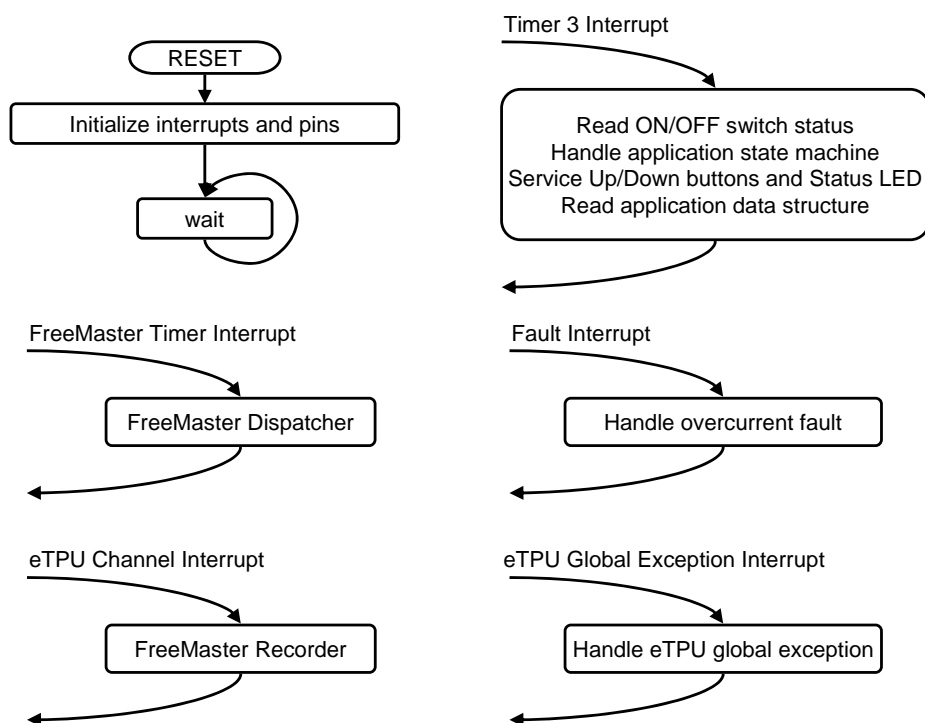 RESET
Initialize interrupts and pins
wait
Timer 3 Interrupt
Read ON/OFF switch status
Handle application state machine
Service Up/Down buttons and Status LED
Read application data structure
FreeMaster Timer Interrupt
FreeMaster Dispatcher
Fault Interrupt
Handle overcurrent fault
eTPU Channel Interrupt
FreeMaster Recorder
eTPU Global Exception Interrupt
Handle eTPU global exception